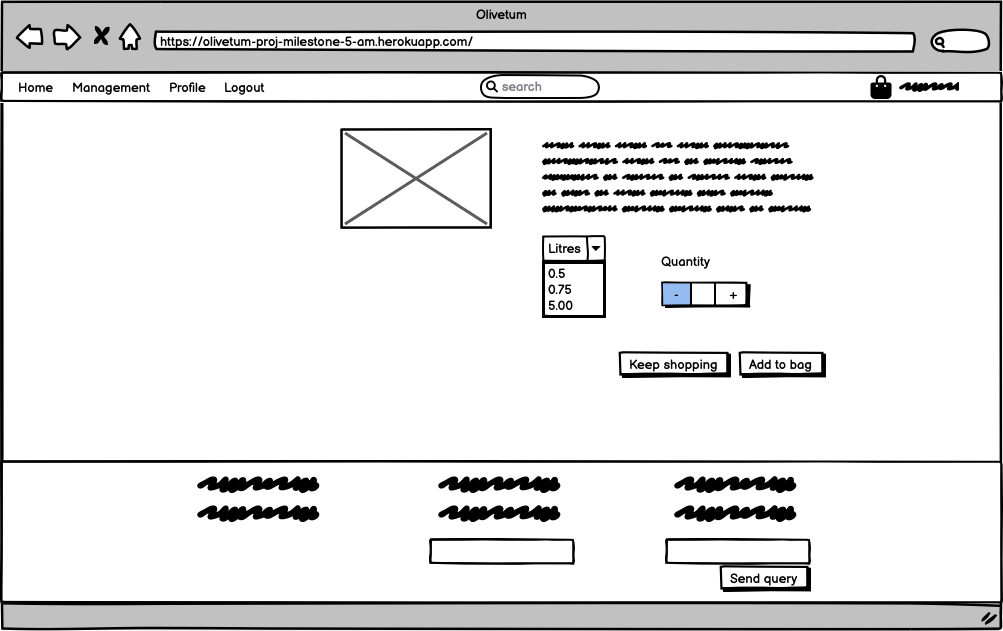 Olivetum
https://olivetum-proj-milestone-5-am.herokuapp.com/
Home Management Profile Logout search
Litres
0.5
0.75
5.00
Quantity
- +
Keep shopping Add to bag
Send query